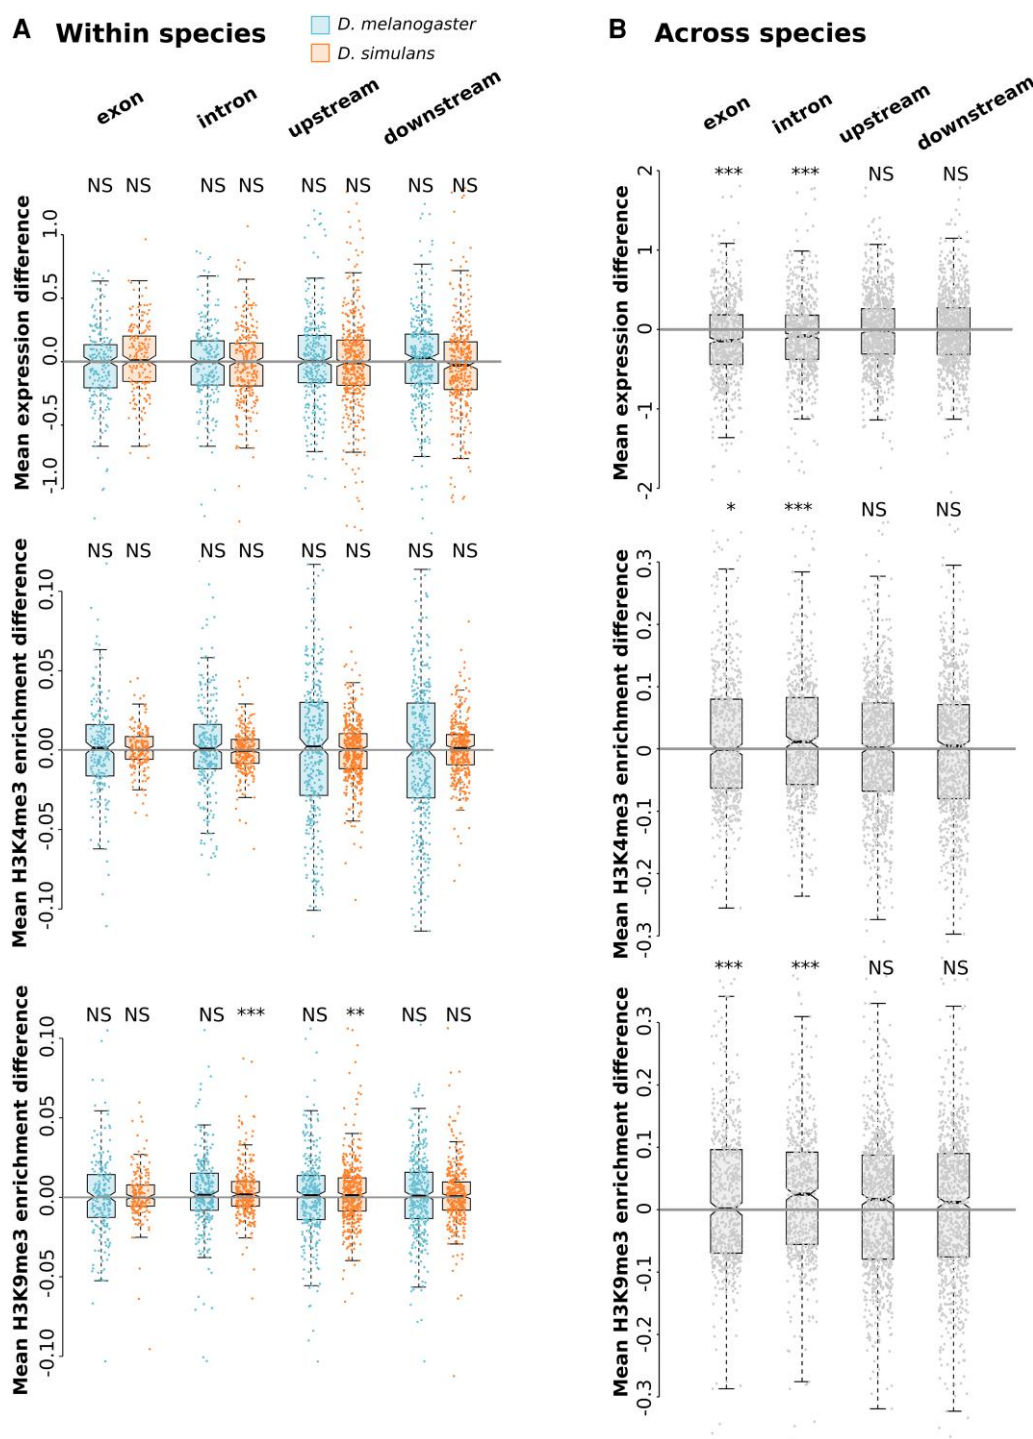 A Within species
D. melanogaster
D. simulans
exon intron upstream downstream
NS NS NS NS NS NS NS NS
Mean expression difference
1.0
0.5
0.0
-0.5
-1.0
NS NS NS NS NS NS NS NS
Mean H3K4me3 enrichment difference
0.10
0.05
0.00
-0.05
-0.10
NS NS NS *** NS ** NS NS
Mean H3K9me3 enrichment difference
0.10
0.05
0.00
-0.05
-0.10
B Across species
exon intron upstream downstream
*** *** NS NS
Mean expression difference
2
1
0
-1
-2
* *** NS NS
Mean H3K4me3 enrichment difference
0.3
0.2
0.1
0
-0.1
-0.2
-0.3
*** *** NS NS
Mean H3K9me3 enrichment difference
0.3
0.2
0.1
0
-0.1
-0.2
-0.3